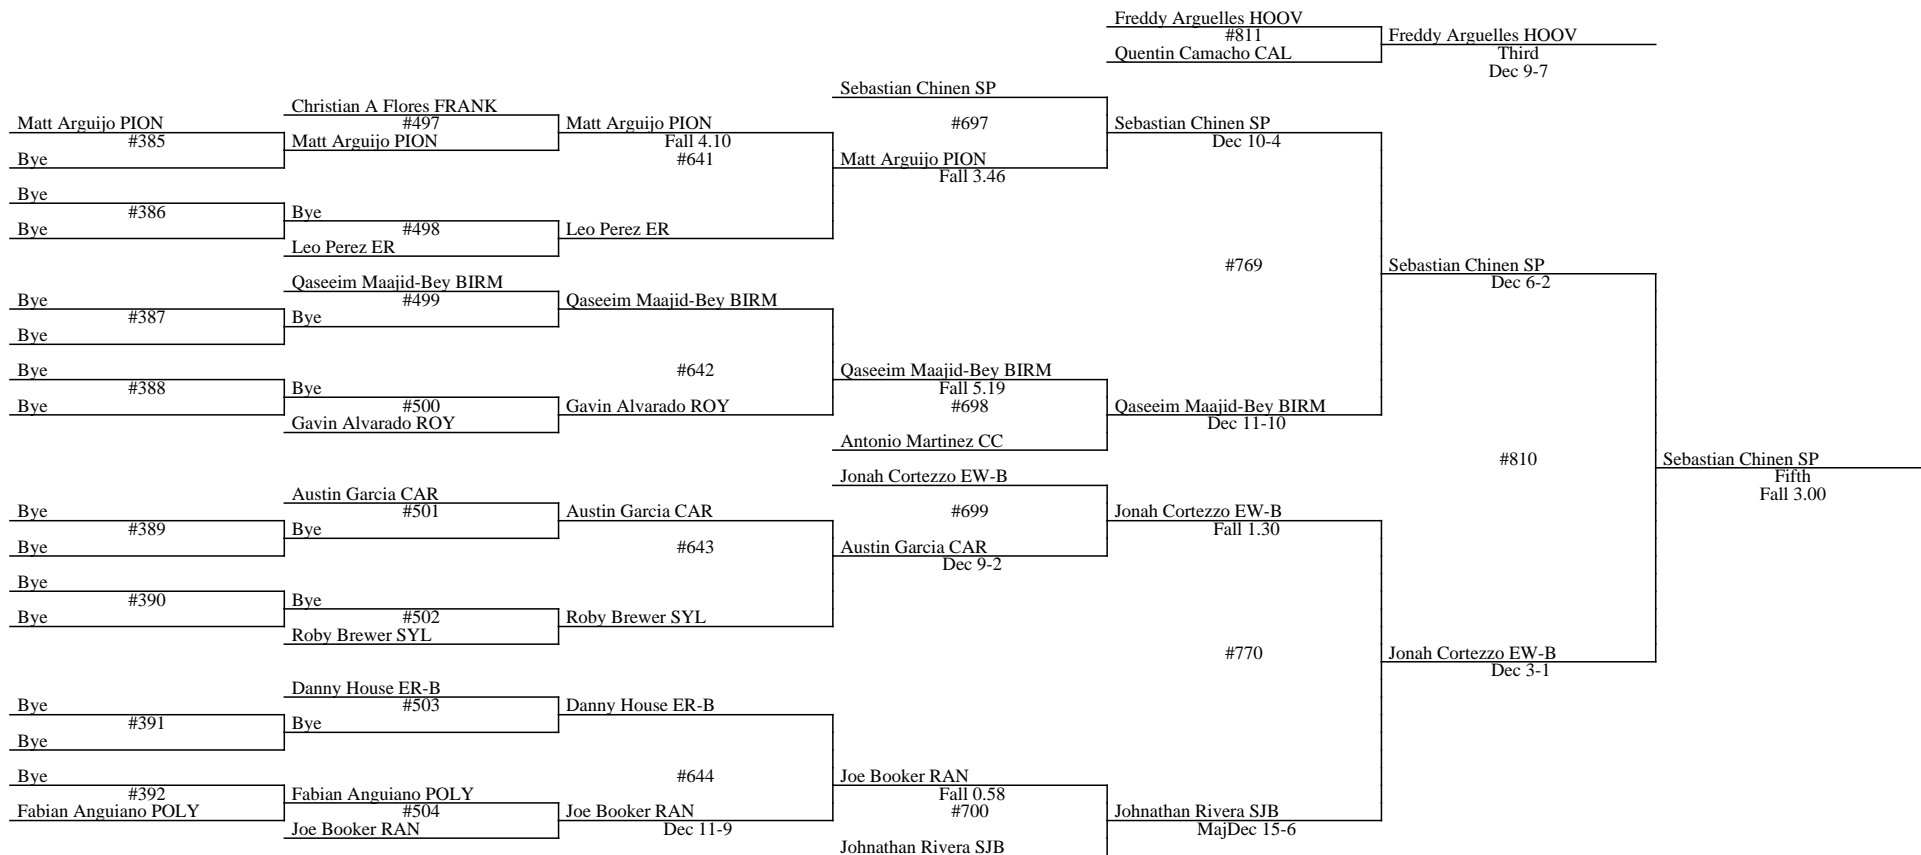 Freddy Arguelles HOOV
#811
Quentin Camacho CAL
Freddy Arguelles HOOV
Third
Dec 9-7
Matt Arguijo PION
#385
Bye
Bye
#386
Bye
Bye
#387
Bye
Bye
#388
Bye
Bye
#389
Bye
Bye
#390
Bye
Bye
#391
Bye
Bye
#392
Fabian Anguiano POLY
Christian A Flores FRANK
#497
Matt Arguijo PION
Bye
#498
Leo Perez ER
Qaseeim Maajid-Bey BIRM
#499
Bye
Bye
#500
Gavin Alvarado ROY
Austin Garcia CAR
#501
Bye
Bye
#502
Roby Brewer SYL
Danny House ER-B
#503
Bye
Fabian Anguiano POLY
#504
Joe Booker RAN
Matt Arguijo PION
Fall 4.10
#641
Leo Perez ER
Qaseeim Maajid-Bey BIRM
#642
Gavin Alvarado ROY
Austin Garcia CAR
#643
Roby Brewer SYL
Danny House ER-B
#644
Joe Booker RAN
Dec 11-9
Sebastian Chinen SP
#697
Matt Arguijo PION
Fall 3.46
Qaseeim Maajid-Bey BIRM
Fall 5.19
#698
Antonio Martinez CC
Jonah Cortezzo EW-B
#699
Austin Garcia CAR
Dec 9-2
Joe Booker RAN
Fall 0.58
#700
Johnathan Rivera SJB
Sebastian Chinen SP
Dec 10-4
#769
Qaseeim Maajid-Bey BIRM
Dec 11-10
Jonah Cortezzo EW-B
Fall 1.30
#770
Johnathan Rivera SJB
MajDec 15-6
Sebastian Chinen SP
Dec 6-2
#810
Jonah Cortezzo EW-B
Dec 3-1
Sebastian Chinen SP
Fifth
Fall 3.00